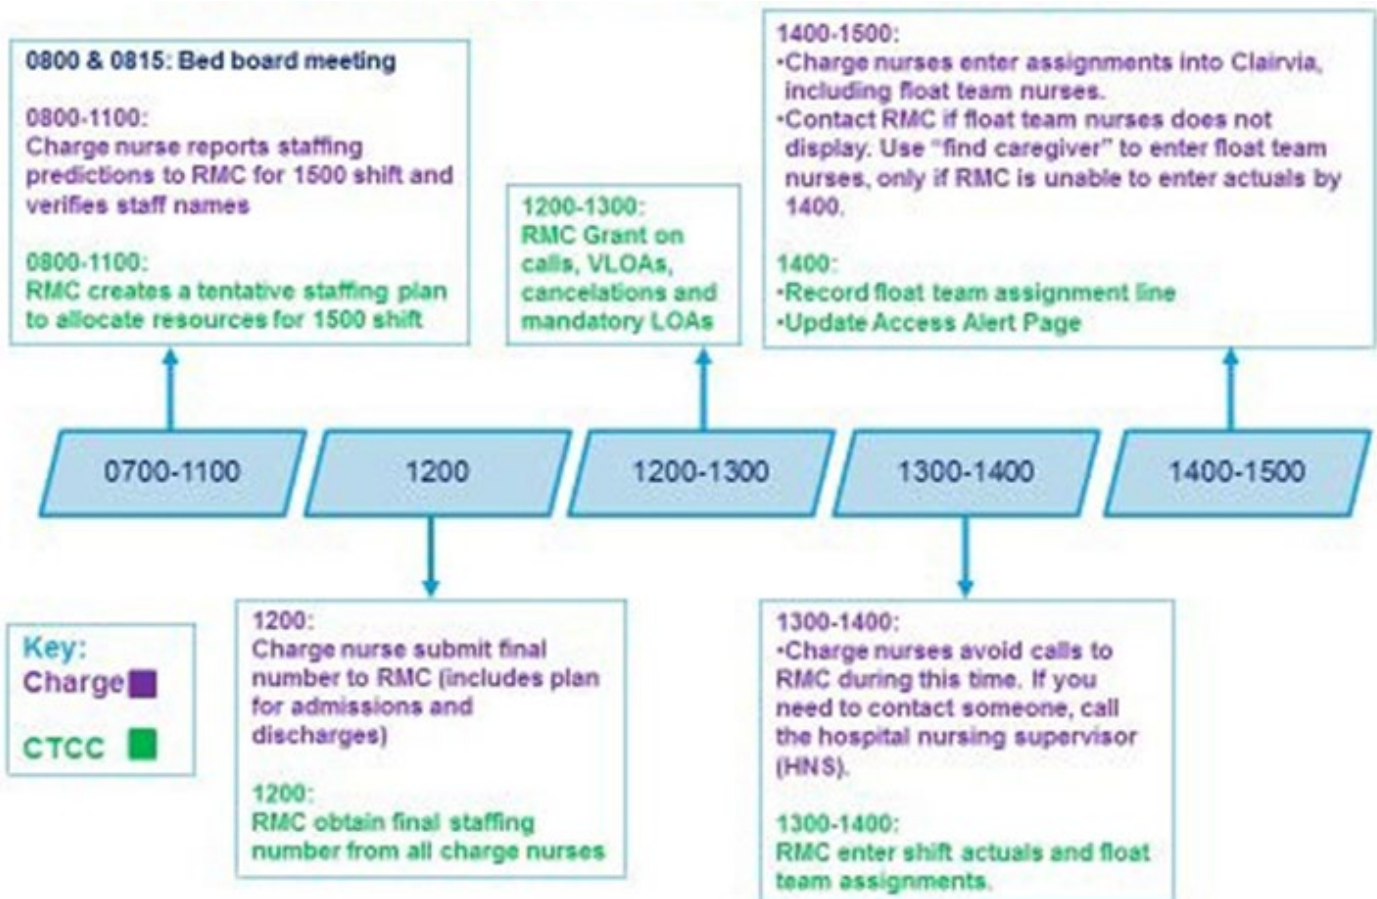 0800 & 0815: Bed board meeting
0800-1100:
Charge nurse reports staffing
predictions to RMC for 1500 shift and
verifies staff names
0800-1100:
RMC creates a tentative staffing plan
to allocate resources for 1500 shift
1200-1300:
RMC Grant on
calls, VLOAs,
cancelations and
mandatory LOAs
1400-1500:
•Charge nurses enter assignments into Clairvia,
including float team nurses.
•Contact RMC if float team nurses does not
display. Use "find caregiver" to enter float team
nurses, only if RMC is unable to enter actuals by
1400.
1400:
•Record float team assignment line
•Update Access Alert Page
0700-1100
1200
1200-1300
1300-1400
1400-1500
Key:
Charge
CTCC
1200:
Charge nurse submit final
number to RMC (includes plan
for admissions and
discharges)
1200:
RMC obtain final staffing
number from all charge nurses
1300-1400:
•Charge nurses avoid calls to
RMC during this time. If you
need to contact someone, call
the hospital nursing supervisor
(HNS).
1300-1400:
RMC enter shift actuals and float
team assignments.